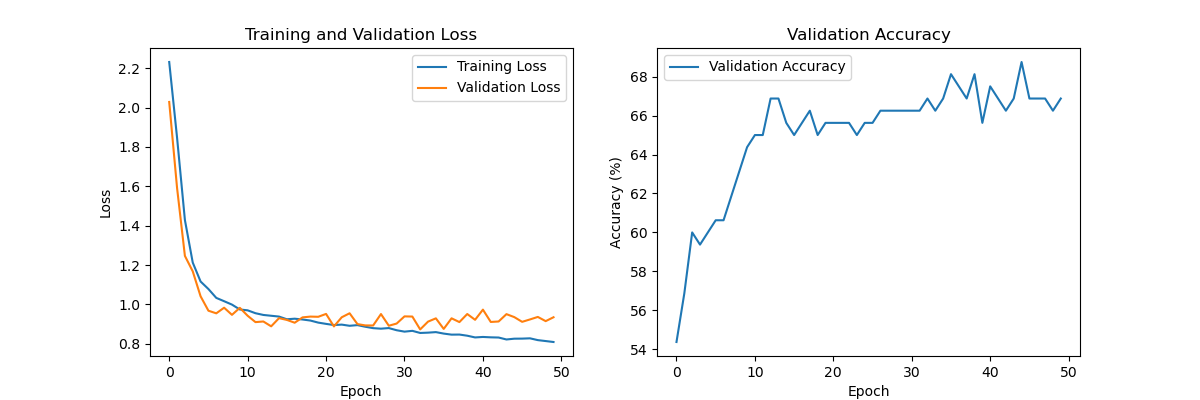 Training and Validation Loss
Training Loss
Validation Loss
2.2
2.0
1.8
1.6
1.4
1.2
1.0
0.8
Loss
0 10 20 30 40 50
Epoch
Validation Accuracy
Validation Accuracy
68
66
64
62
60
58
56
54
Accuracy (%)
0 10 20 30 40 50
Epoch